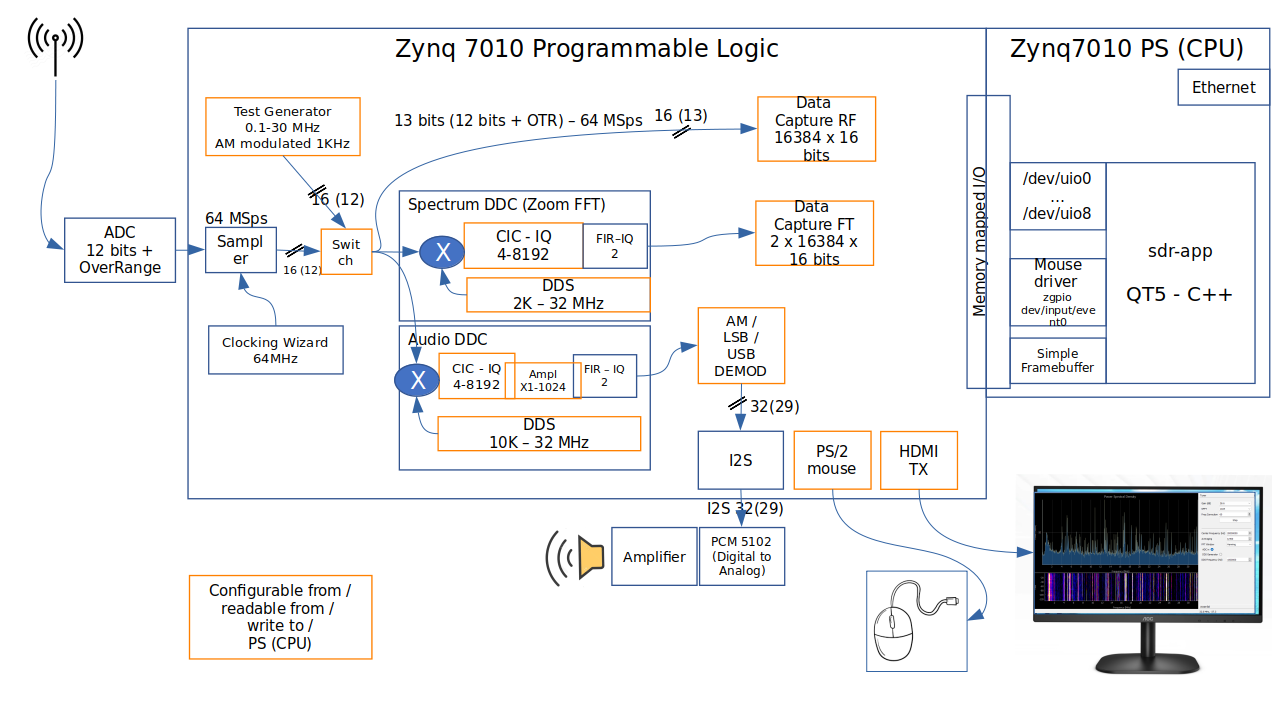 Zynq 7010 Programmable Logic
Zynq7010 PS (CPU)
Ethernet
Test Generator
0.1-30 MHz
AM modulated 1KHz
13 bits (12 bits + OTR) – 64 MSps
16 (13)
Data
Capture RF
16384 x 16
bits
16 (12)
64 MSps
Sampl
er
16 (12)
Swit
ch
ADC
12 bits +
OverRange
Clocking Wizard
64MHz
Spectrum DDC (Zoom FFT)
X
CIC - IQ
4-8192
FIR–IQ
2
DDS
2K – 32 MHz
Data
Capture FT
2 x 16384 x
16 bits
Audio DDC
X
CIC - IQ
4-8192
Ampl
X1-1024
FIR – IQ
2
DDS
10K – 32 MHz
AM /
LSB /
USB
DEMOD
32(29)
I2S
PS/2
mouse
HDMI
TX
I2S 32(29)
Amplifier
PCM 5102
(Digital to
Analog)
Memory mapped I/O
/dev/uio0
...
/dev/uio8
Mouse
driver
zgpio
dev/input/eve
nt0
Simple
Framebuffer
sdr-app
QT5 - C++
Configurable from /
readable from /
write to /
PS (CPU)